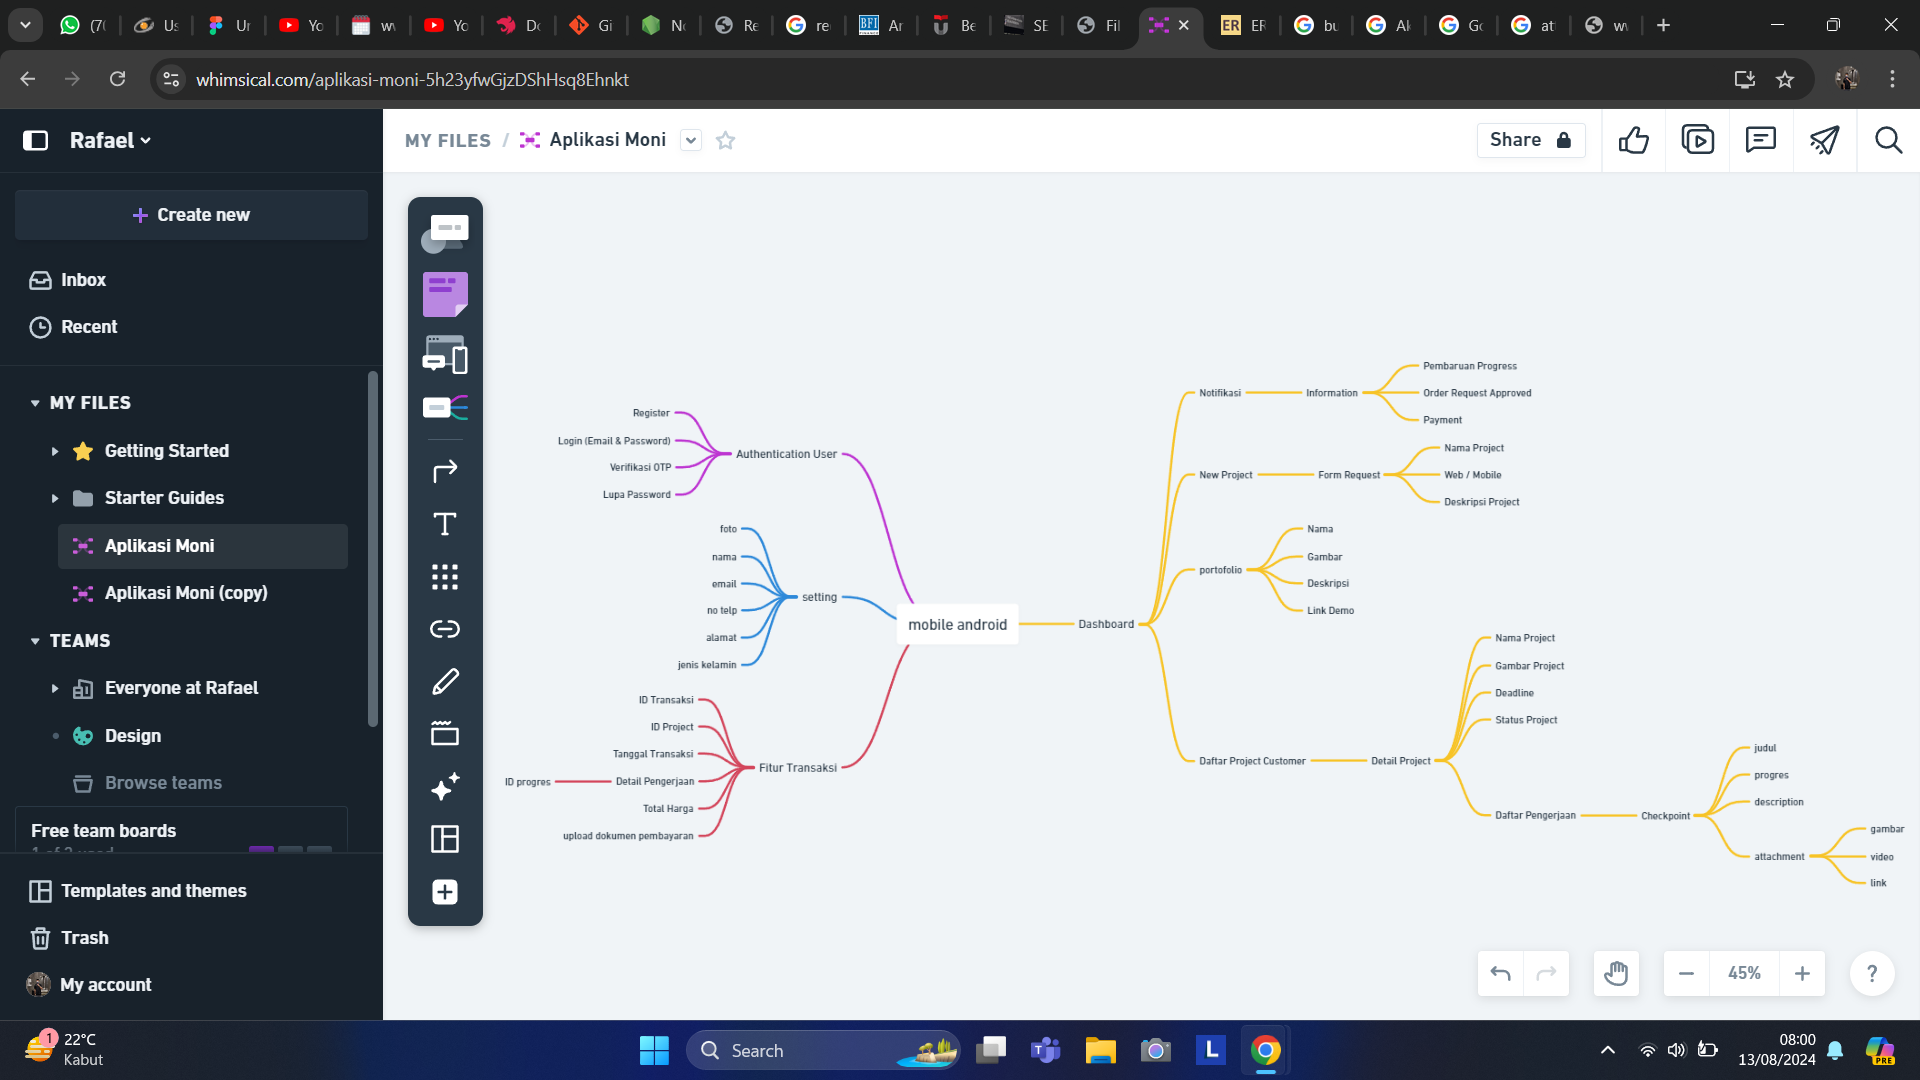 (7(
Us
Ur
Yo
wv
Yo
Do
Gi
No
Re
re
BFI
FINANCE
Ar
Be
SE
Fil
ER
ER
bu
Al
Go
at
w
whimsical.com/aplikasi-moni-5h23yfwGjzDShHsq8Ehnkt
Rafael
MY FILES / Aplikasi Moni
Share
Create new
Inbox
Recent
MY FILES
Getting Started
Starter Guides
Aplikasi Moni
Aplikasi Moni (copy)
TEAMS
Everyone at Rafael
Design
Browse teams
Free team boards
Templates and themes
Trash
My account
Register
Login (Email & Password)
Verifikasi OTP
Lupa Password
Authentication User
foto
nama
email
no telp
alamat
jenis kelamin
setting
ID Transaksi
ID Project
Tanggal Transaksi
ID progres
Detail Pengerjaan
Total Harga
upload dokumen pembayaran
Fitur Transaksi
mobile android
Dashboard
Notifikasi
Information
Pembaruan Progress
Order Request Approved
Payment
New Project
Form Request
Nama Project
Web / Mobile
Deskripsi Project
portofolio
Nama
Gambar
Deskripsi
Link Demo
Daftar Project Customer
Detail Project
Nama Project
Gambar Project
Deadline
Status Project
Daftar Pengerjaan
Checkpoint
judul
progres
description
attachment
gambar
video
link
45%
?
1
22°C
Kabut
Search
L
08:00
13/08/2024
PRE